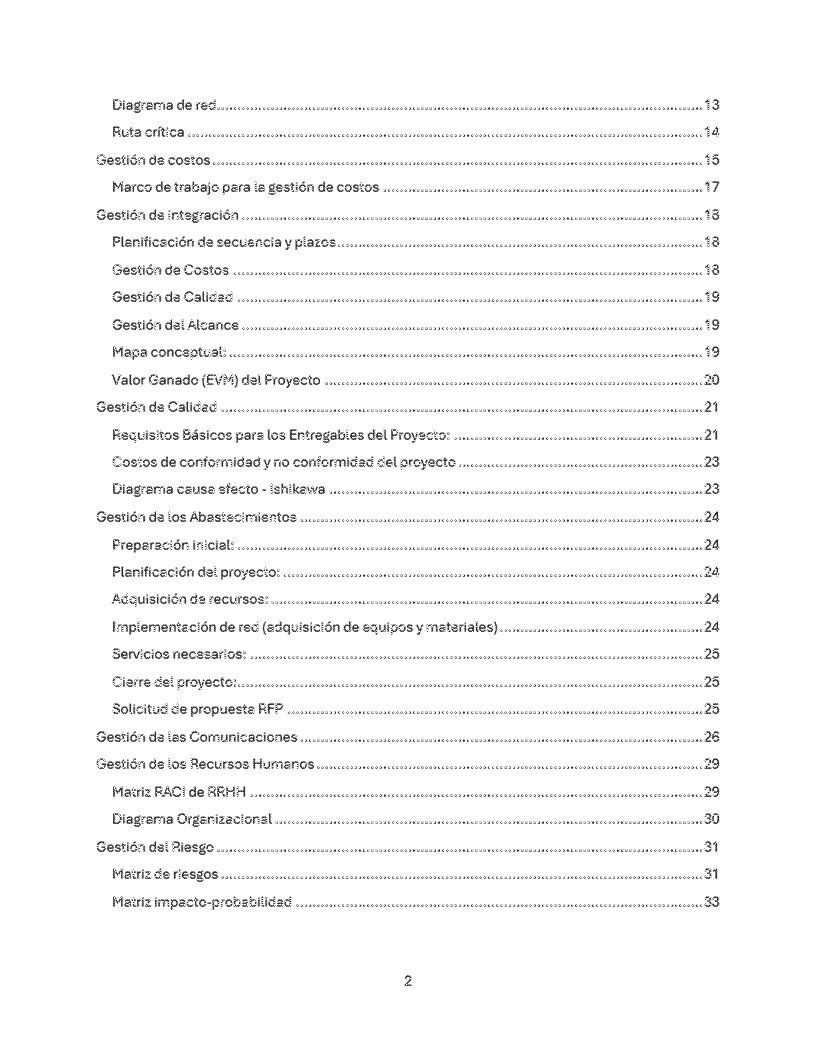 Diagrama de red 13
Ruta crítica 14
Gestión de costos 15
Marco de trabajo para la gestión de costos 17
Gestión de integración 18
Planificación de secuencia y plazos 18
Gestión de Costos 18
Gestión de Calidad 19
Gestión del Alcance 19
Mapa conceptual: 19
Valor Ganado (EVM) del Proyecto 20
Gestión de Calidad 21
Requisitos Básicos para los Entregables del Proyecto: 21
Costos de conformidad y no conformidad del proyecto 23
Diagrama causa efecto - Ishikawa 23
Gestión de los Abastecimientos 24
Preparación inicial: 24
Planificación del proyecto: 24
Adquisición de recursos: 24
Implementación de red (adquisición de equipos y materiales) 24
Servicios necesarios: 25
Cierre del proyecto: 25
Solicitud de propuesta RFP 25
Gestión de las Comunicaciones 26
Gestión de los Recursos Humanos 29
Matriz RACI de RRHH 29
Diagrama Organizacional 30
Gestión del Riesgo 31
Matriz de riesgos 31
Matriz impacto-probabilidad 33
2